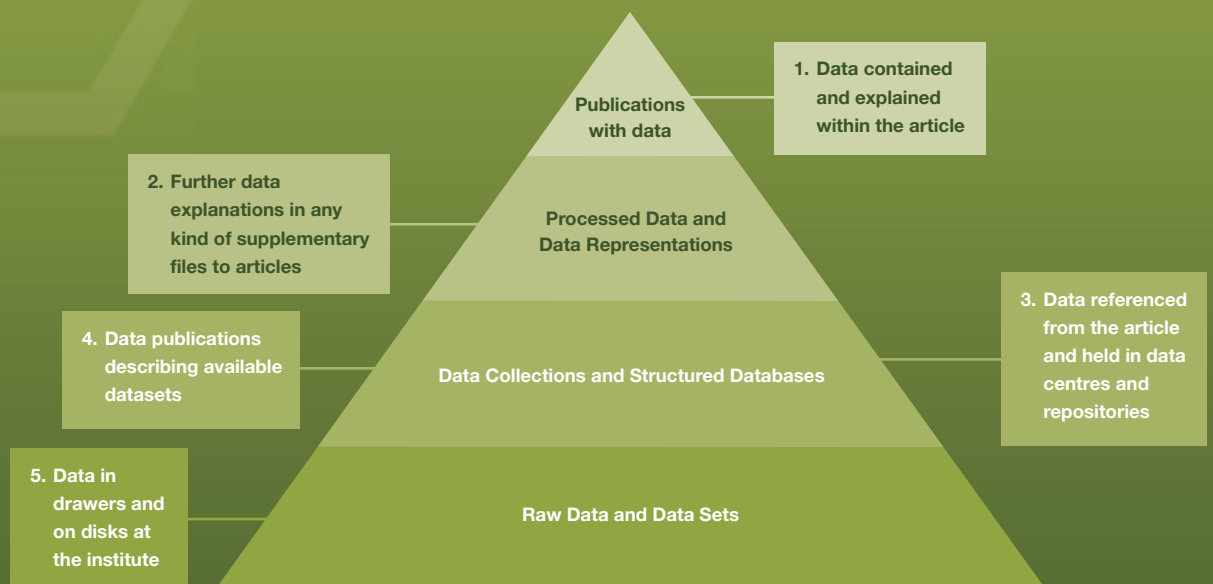 1. Data contained
and explained
within the article
Publications
with data
2. Further data
explanations in any
kind of supplementary
files to articles
Processed Data and
Data Representations
3. Data referenced
from the article
and held in data
centres and
repositories
4. Data publications
describing available
datasets
Data Collections and Structured Databases
5. Data in
drawers and
on disks at
the institute
Raw Data and Data Sets